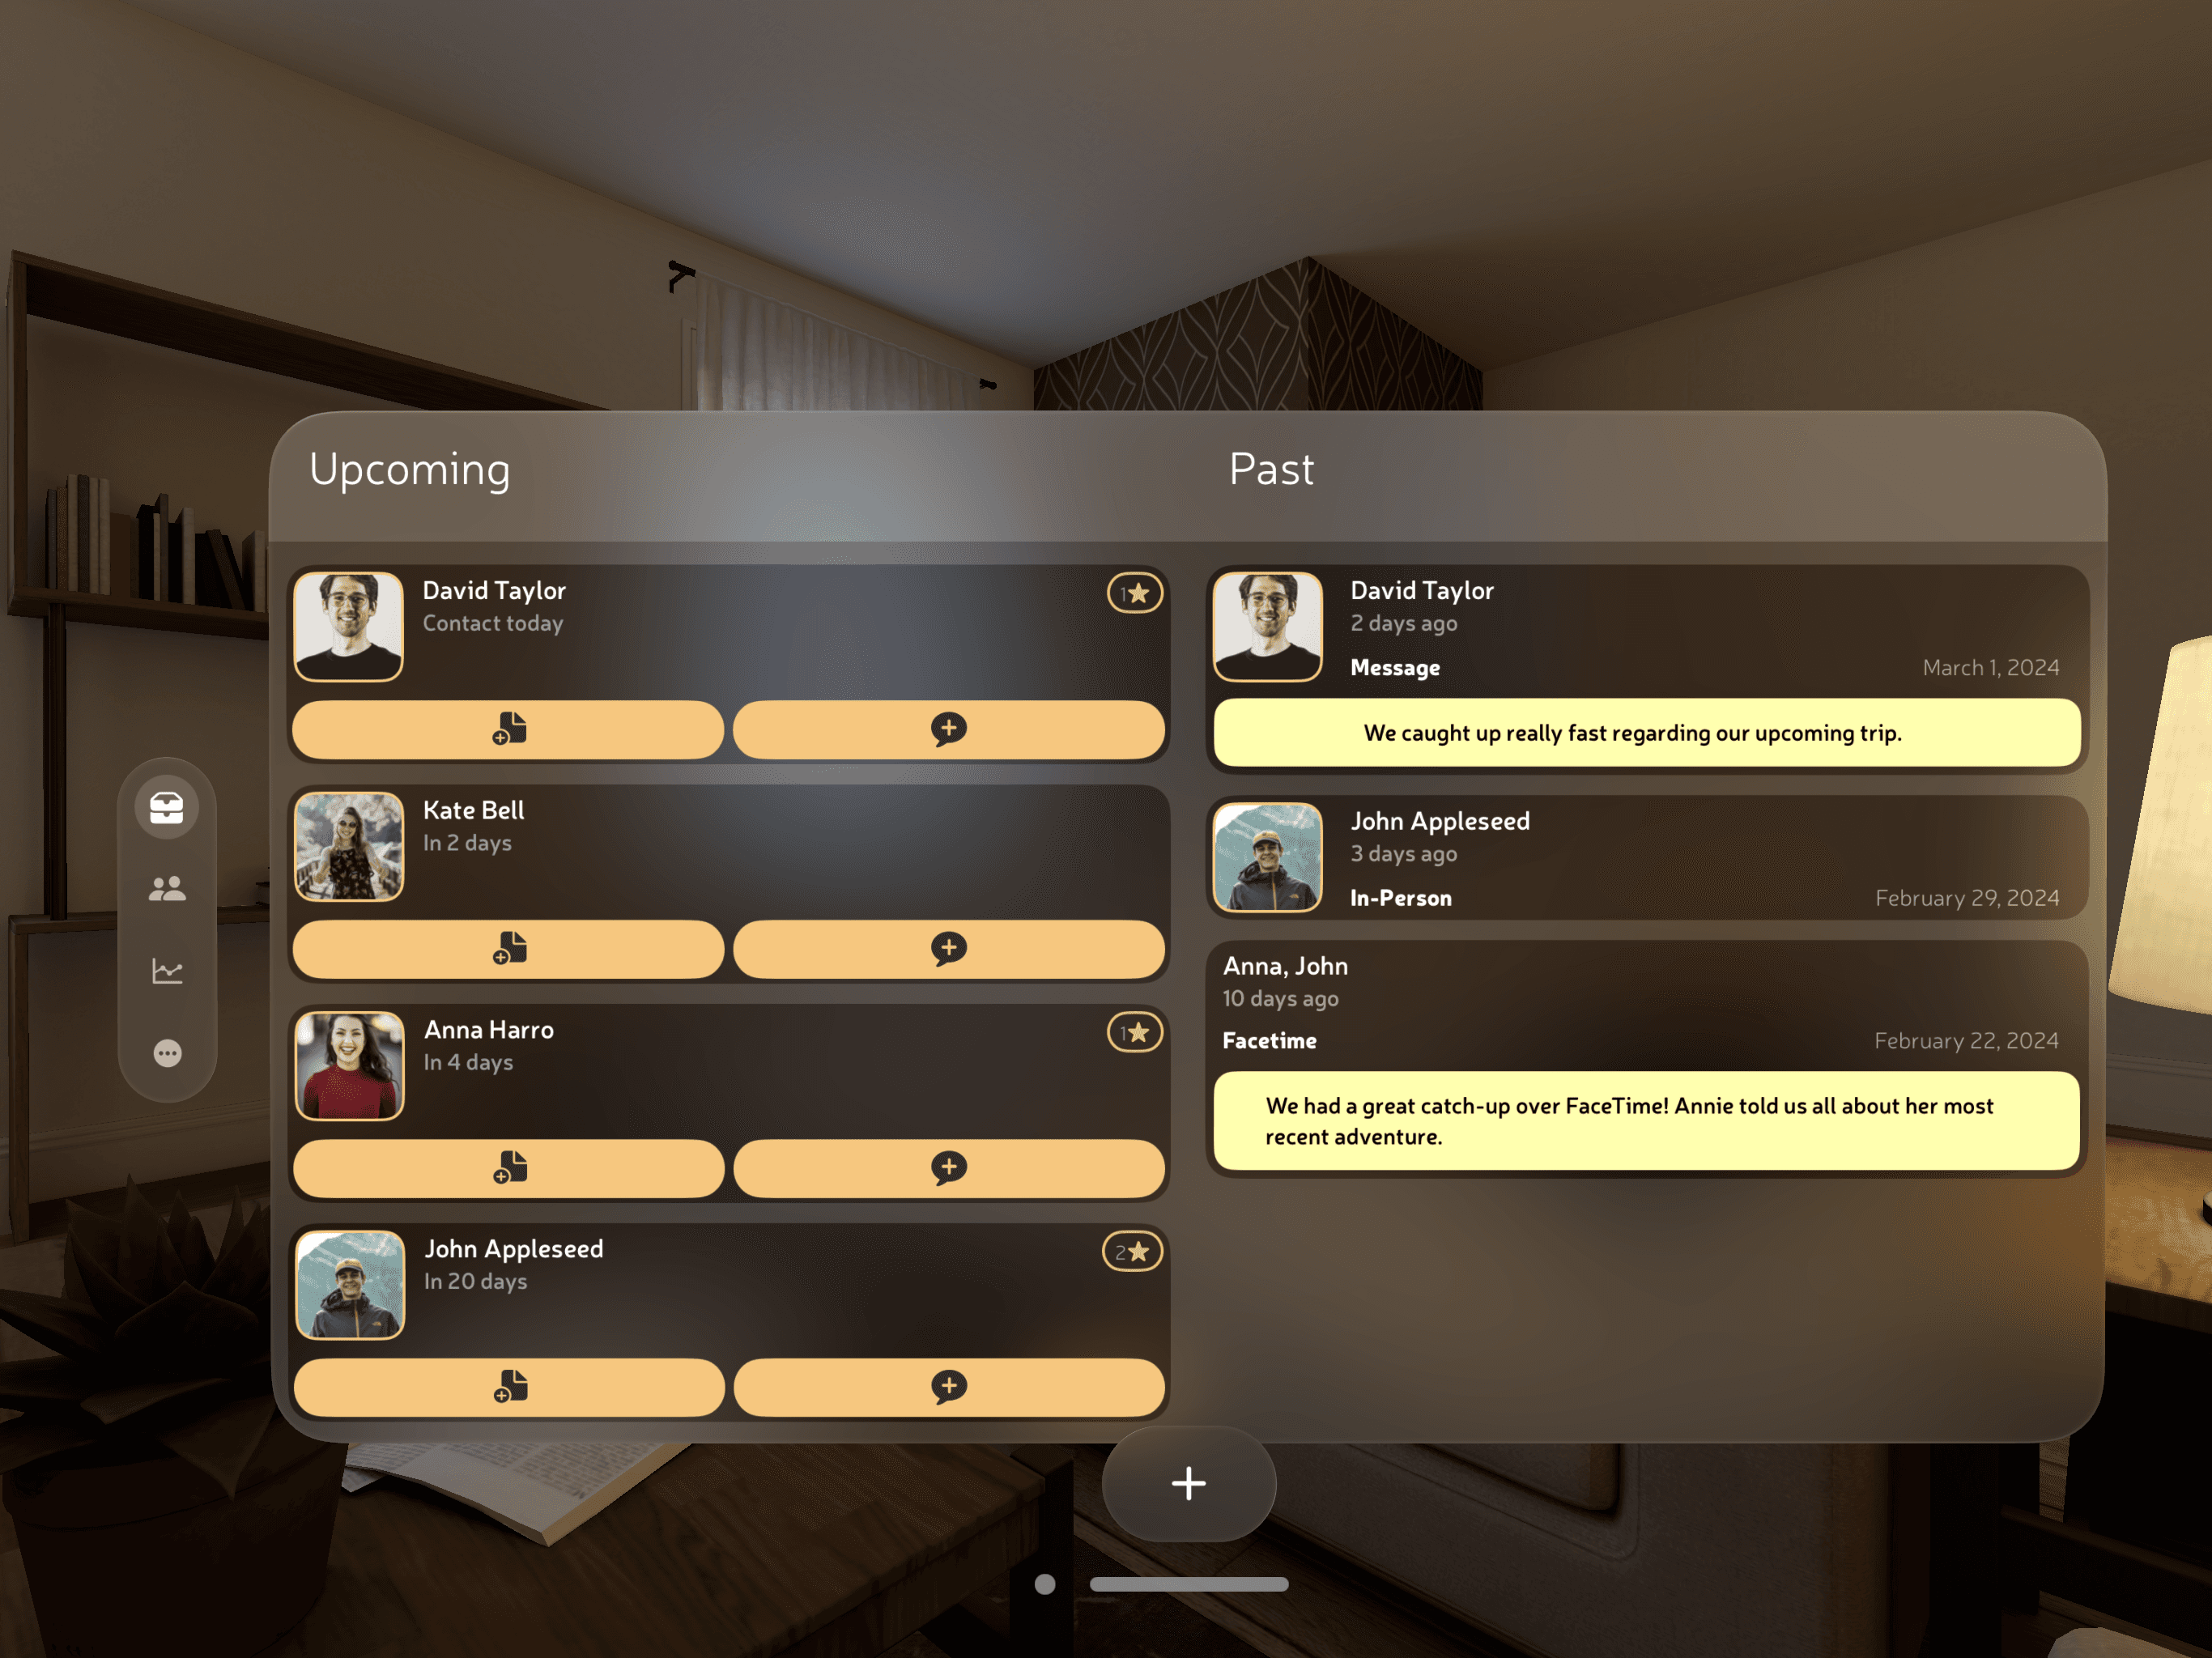 Upcoming
David Taylor
Contact today
1
Kate Bell
In 2 days
Anna Harro
In 4 days
1
John Appleseed
In 20 days
2
Past
David Taylor
2 days ago
Message
March 1, 2024
We caught up really fast regarding our upcoming trip.
John Appleseed
3 days ago
In-Person
February 29, 2024
Anna, John
10 days ago
Facetime
February 22, 2024
We had a great catch-up over FaceTime! Annie told us all about her most
recent adventure.